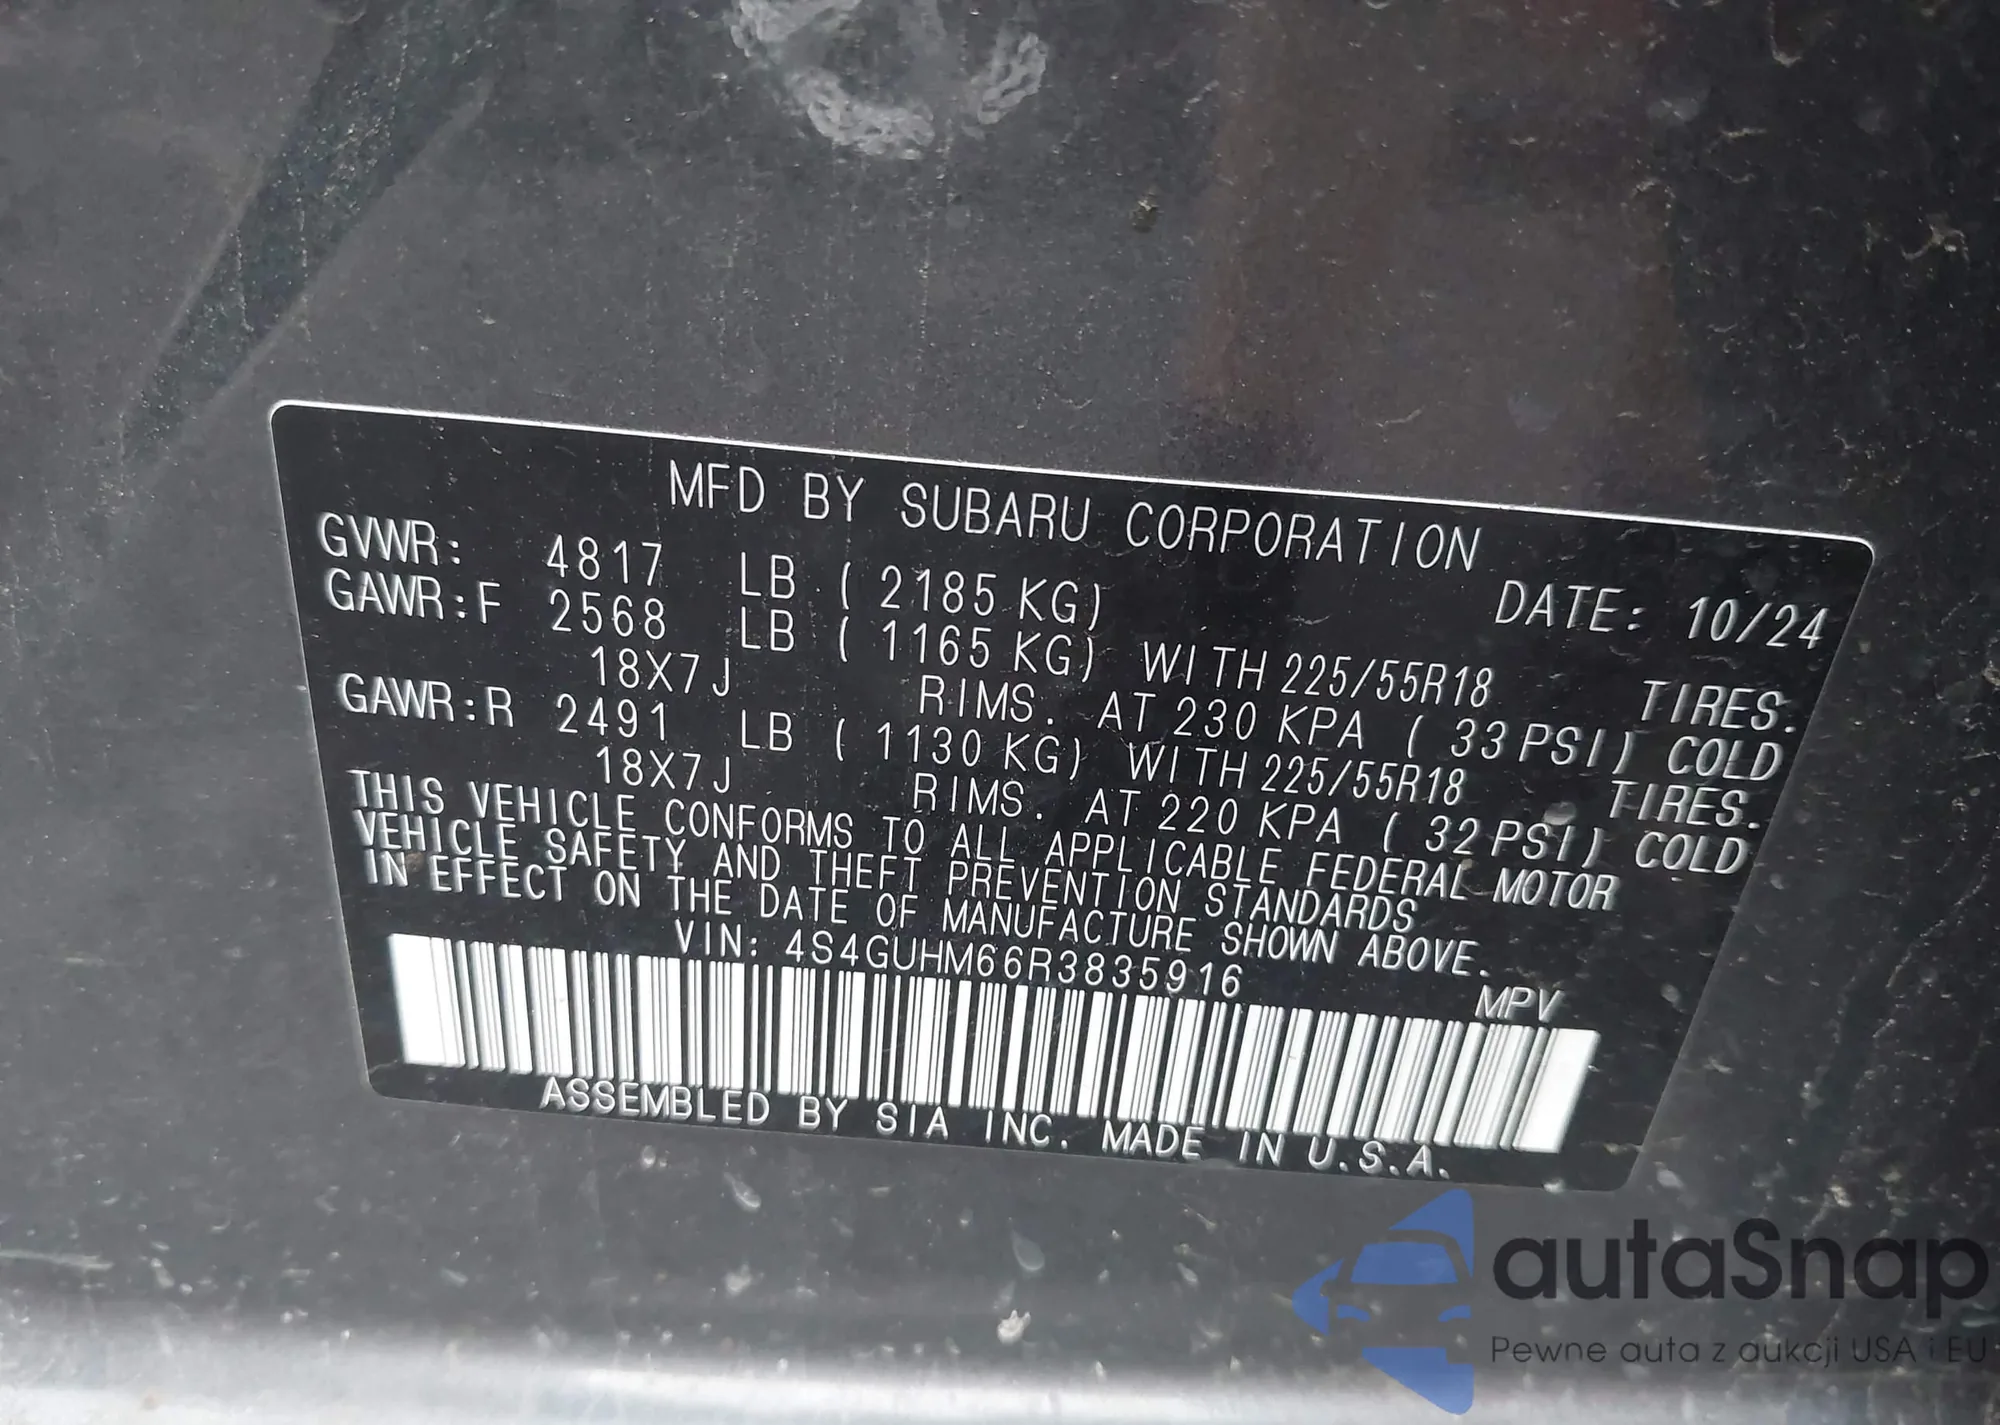 MFD BY SUBARU CORPORATION
GVWR: 4817 LB ( 2185 KG) DATE: 10/24
GAWR:F 2568 LB ( 1165 KG) WITH 225/55R18 TIRES.
18X7J RIMS. AT 230 KPA ( 33 PSI) COLD
GAWR:R 2491 LB ( 1130 KG) WITH 225/55R18 TIRES.
18X7J RIMS. AT 220 KPA ( 32 PSI) COLD
THIS VEHICLE CONFORMS TO ALL APPLICABLE FEDERAL MOTOR
VEHICLE SAFETY AND THEFT PREVENTION STANDARDS
IN EFFECT ON THE DATE OF MANUFACTURE SHOWN ABOVE.
VIN: 4S4GUHM66R3835916 MPV
ASSEMBLED BY SIA INC. MADE IN U.S.A.
autaSnap
Pewne auta z aukcji USA i EU